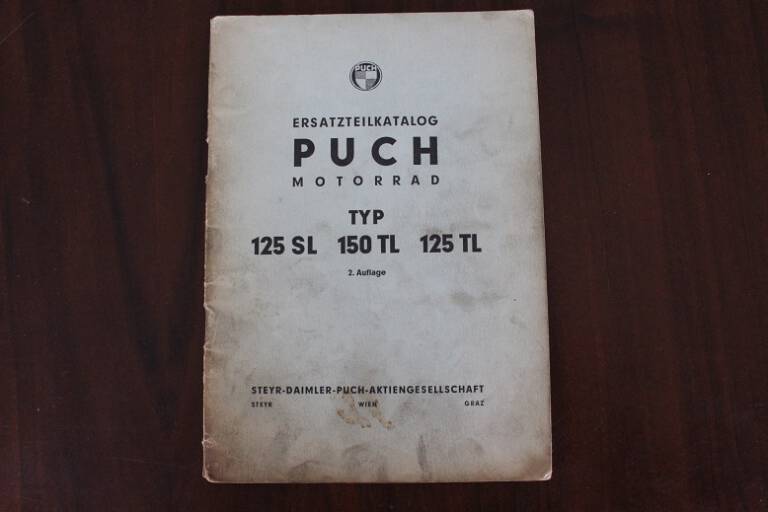 PUCH
ERSATZTEILKATALOG
PUCH
MOTORRAD
TYP
125 SL 150 TL 125 TL
2. Auflage
STEYR-DAIMLER-PUCH-AKTIENGESELLSCHAFT
STEYR WIEN GRAZ